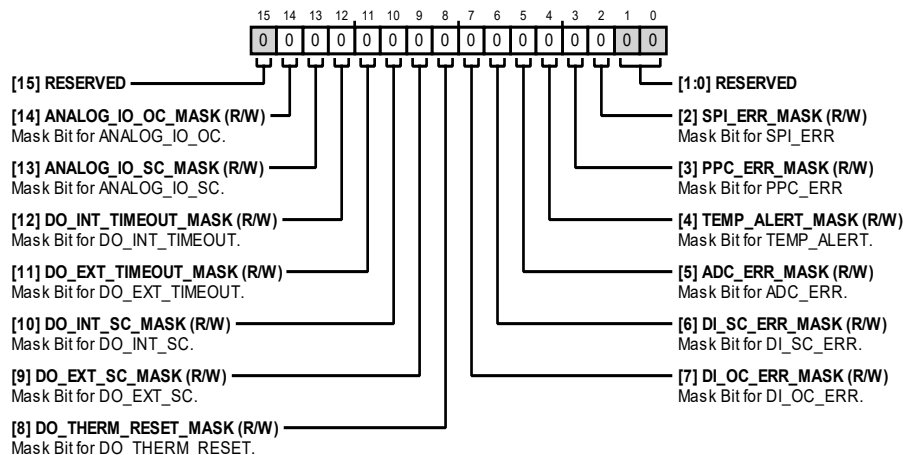 15 14 13 12 11 10 9 8 7 6 5 4 3 2 1 0
0 0 0 0 0 0 0 0 0 0 0 0 0 0 0 0
[15] RESERVED
[14] ANALOG_IO_OC_MASK (R/W)
Mask Bit for ANALOG_IO_OC.
[13] ANALOG_IO_SC_MASK (R/W)
Mask Bit for ANALOG_IO_SC.
[12] DO_INT_TIMEOUT_MASK (R/W)
Mask Bit for DO_INT_TIMEOUT.
[11] DO_EXT_TIMEOUT_MASK (R/W)
Mask Bit for DO_EXT_TIMEOUT.
[10] DO_INT_SC_MASK (R/W)
Mask Bit for DO_INT_SC.
[9] DO_EXT_SC_MASK (R/W)
Mask Bit for DO_EXT_SC.
[8] DO_THERM_RESET_MASK (R/W)
Mask Bit for DO_THERM_RESET.
[1:0] RESERVED
[2] SPI_ERR_MASK (R/W)
Mask Bit for SPI_ERR
[3] PPC_ERR_MASK (R/W)
Mask Bit for PPC_ERR
[4] TEMP_ALERT_MASK (R/W)
Mask Bit for TEMP_ALERT.
[5] ADC_ERR_MASK (R/W)
Mask Bit for ADC_ERR.
[6] DI_SC_ERR_MASK (R/W)
Mask Bit for DI_SC_ERR.
[7] DI_OC_ERR_MASK (R/W)
Mask Bit for DI_OC_ERR.